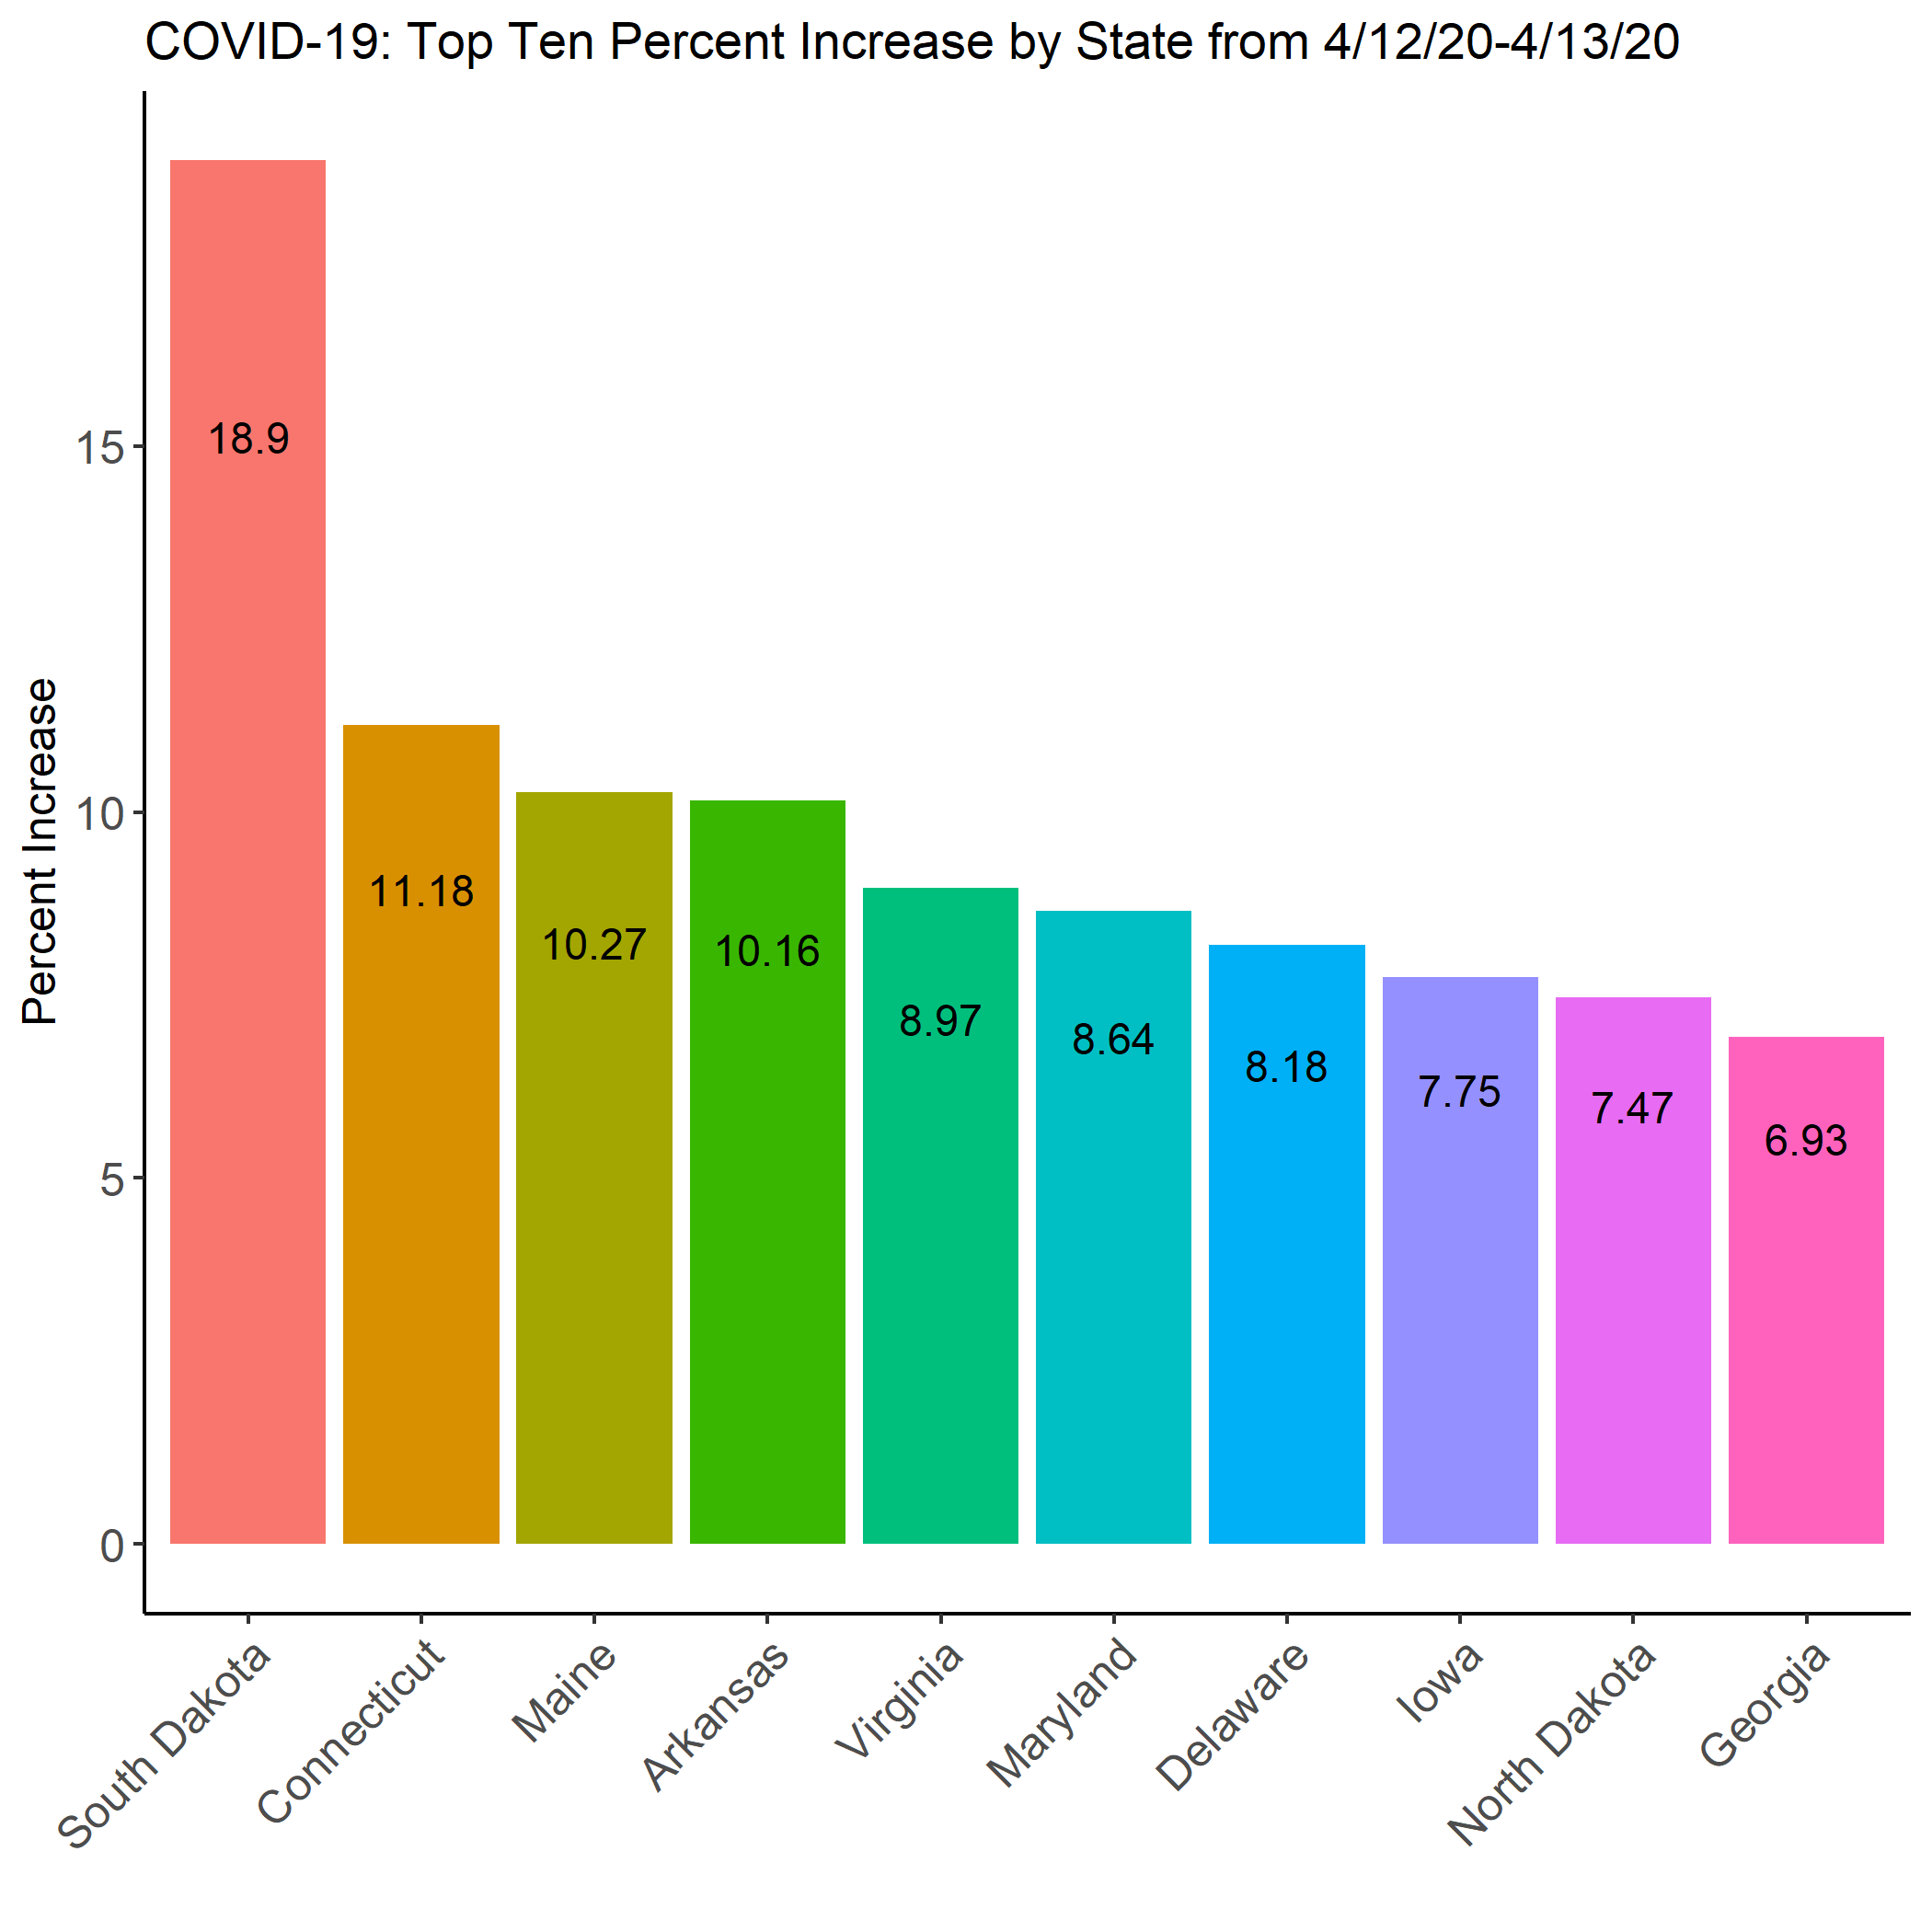 COVID-19: Top Ten Percent Increase by State from 4/12/20-4/13/20
Percent Increase
15
10
5
0
18.9
11.18
10.27
10.16
8.97
8.64
8.18
7.75
7.47
6.93
South Dakota
Connecticut
Maine
Arkansas
Virginia
Maryland
Delaware
Iowa
North Dakota
Georgia